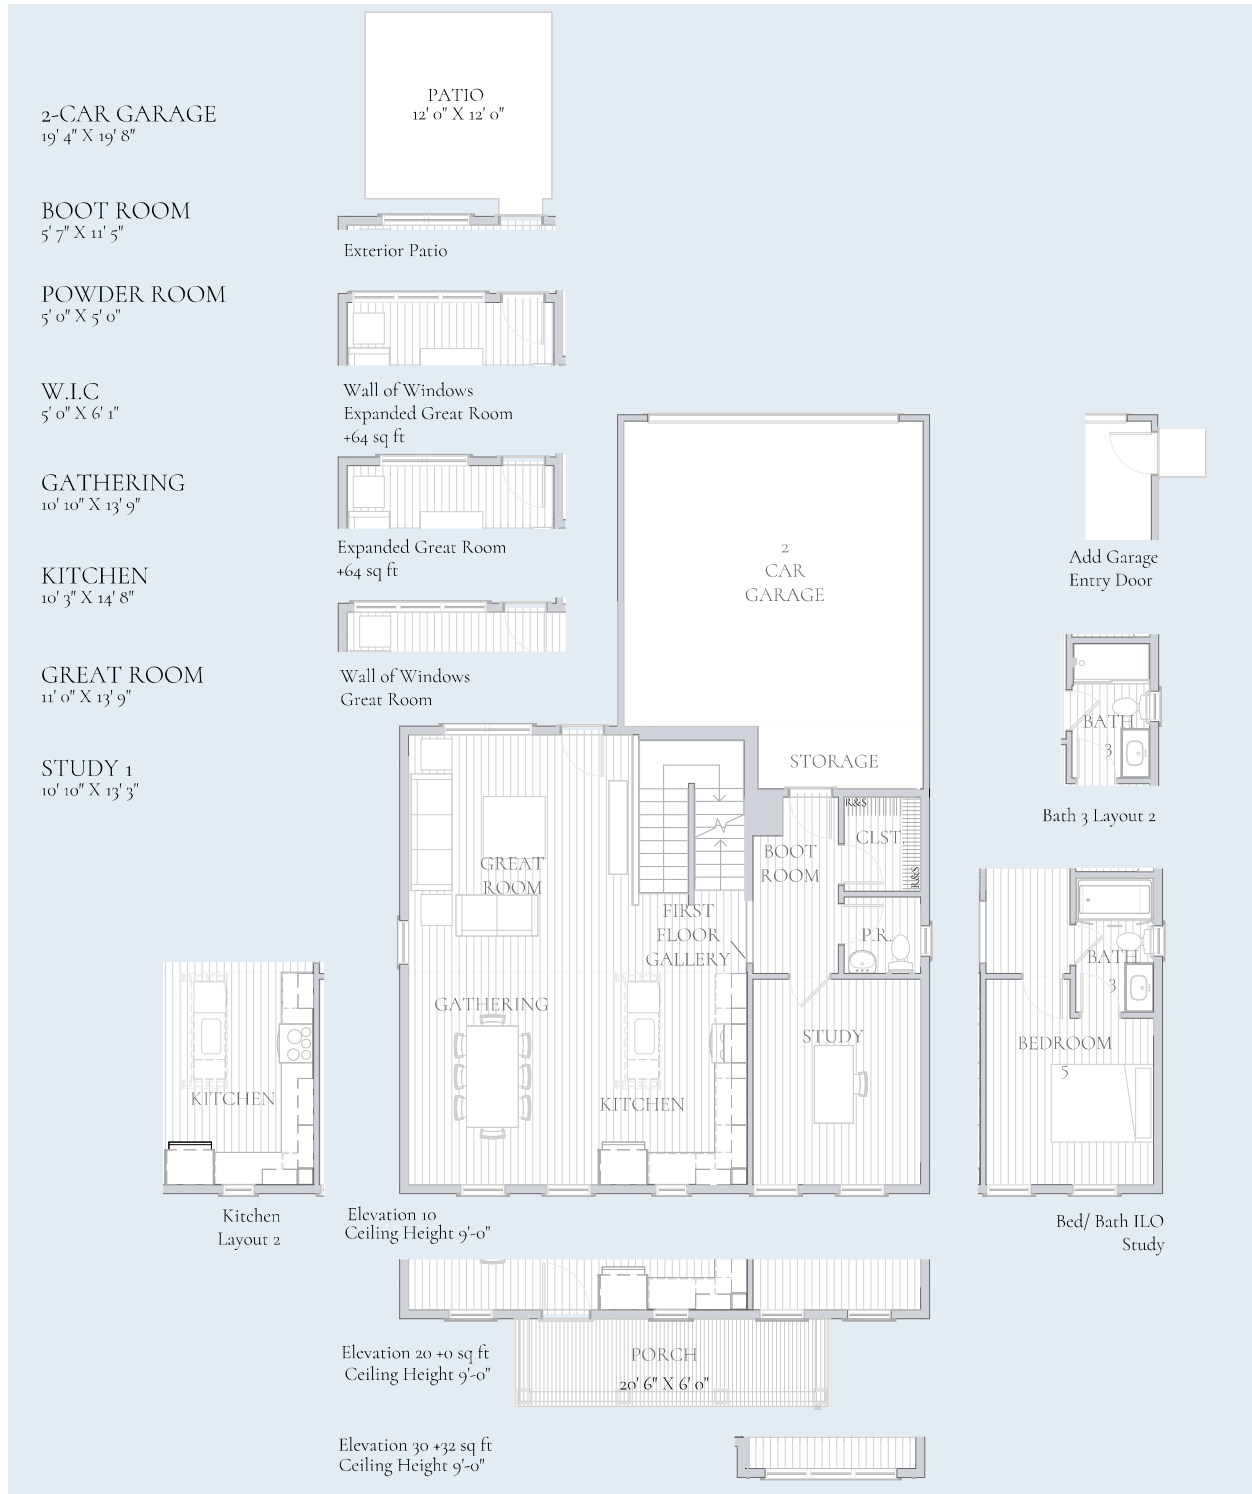 2-CAR GARAGE
19' 4" X 19' 8"
BOOT ROOM
5' 7" X 11' 5"
POWDER ROOM
5' 0" X 5' 0"
W.I.C
5' 0" X 6' 1"
GATHERING
10' 10" X 13' 9"
KITCHEN
10' 3" X 14' 8"
GREAT ROOM
11' 0" X 13' 9"
STUDY 1
10' 10" X 13' 3"
PATIO
12' 0" X 12' 0"
Exterior Patio
Wall of Windows
Expanded Great Room
+64 sq ft
Expanded Great Room
+64 sq ft
Wall of Windows
Great Room
2
CAR
GARAGE
STORAGE
R&S
CLST
R&S
BOOT
ROOM
GREAT
ROOM
FIRST
FLOOR
GALLERY
P.R.
GATHERING
STUDY
KITCHEN
KITCHEN
Kitchen
Layout 2
Elevation 10
Ceiling Height 9'-0"
Elevation 20 +0 sq ft
Ceiling Height 9'-0"
PORCH
20' 6" X 6' 0"
Elevation 30 +32 sq ft
Ceiling Height 9'-0"
Add Garage
Entry Door
BATH
3
Bath 3 Layout 2
BATH
3
BEDROOM
5
Bed/ Bath ILO
Study